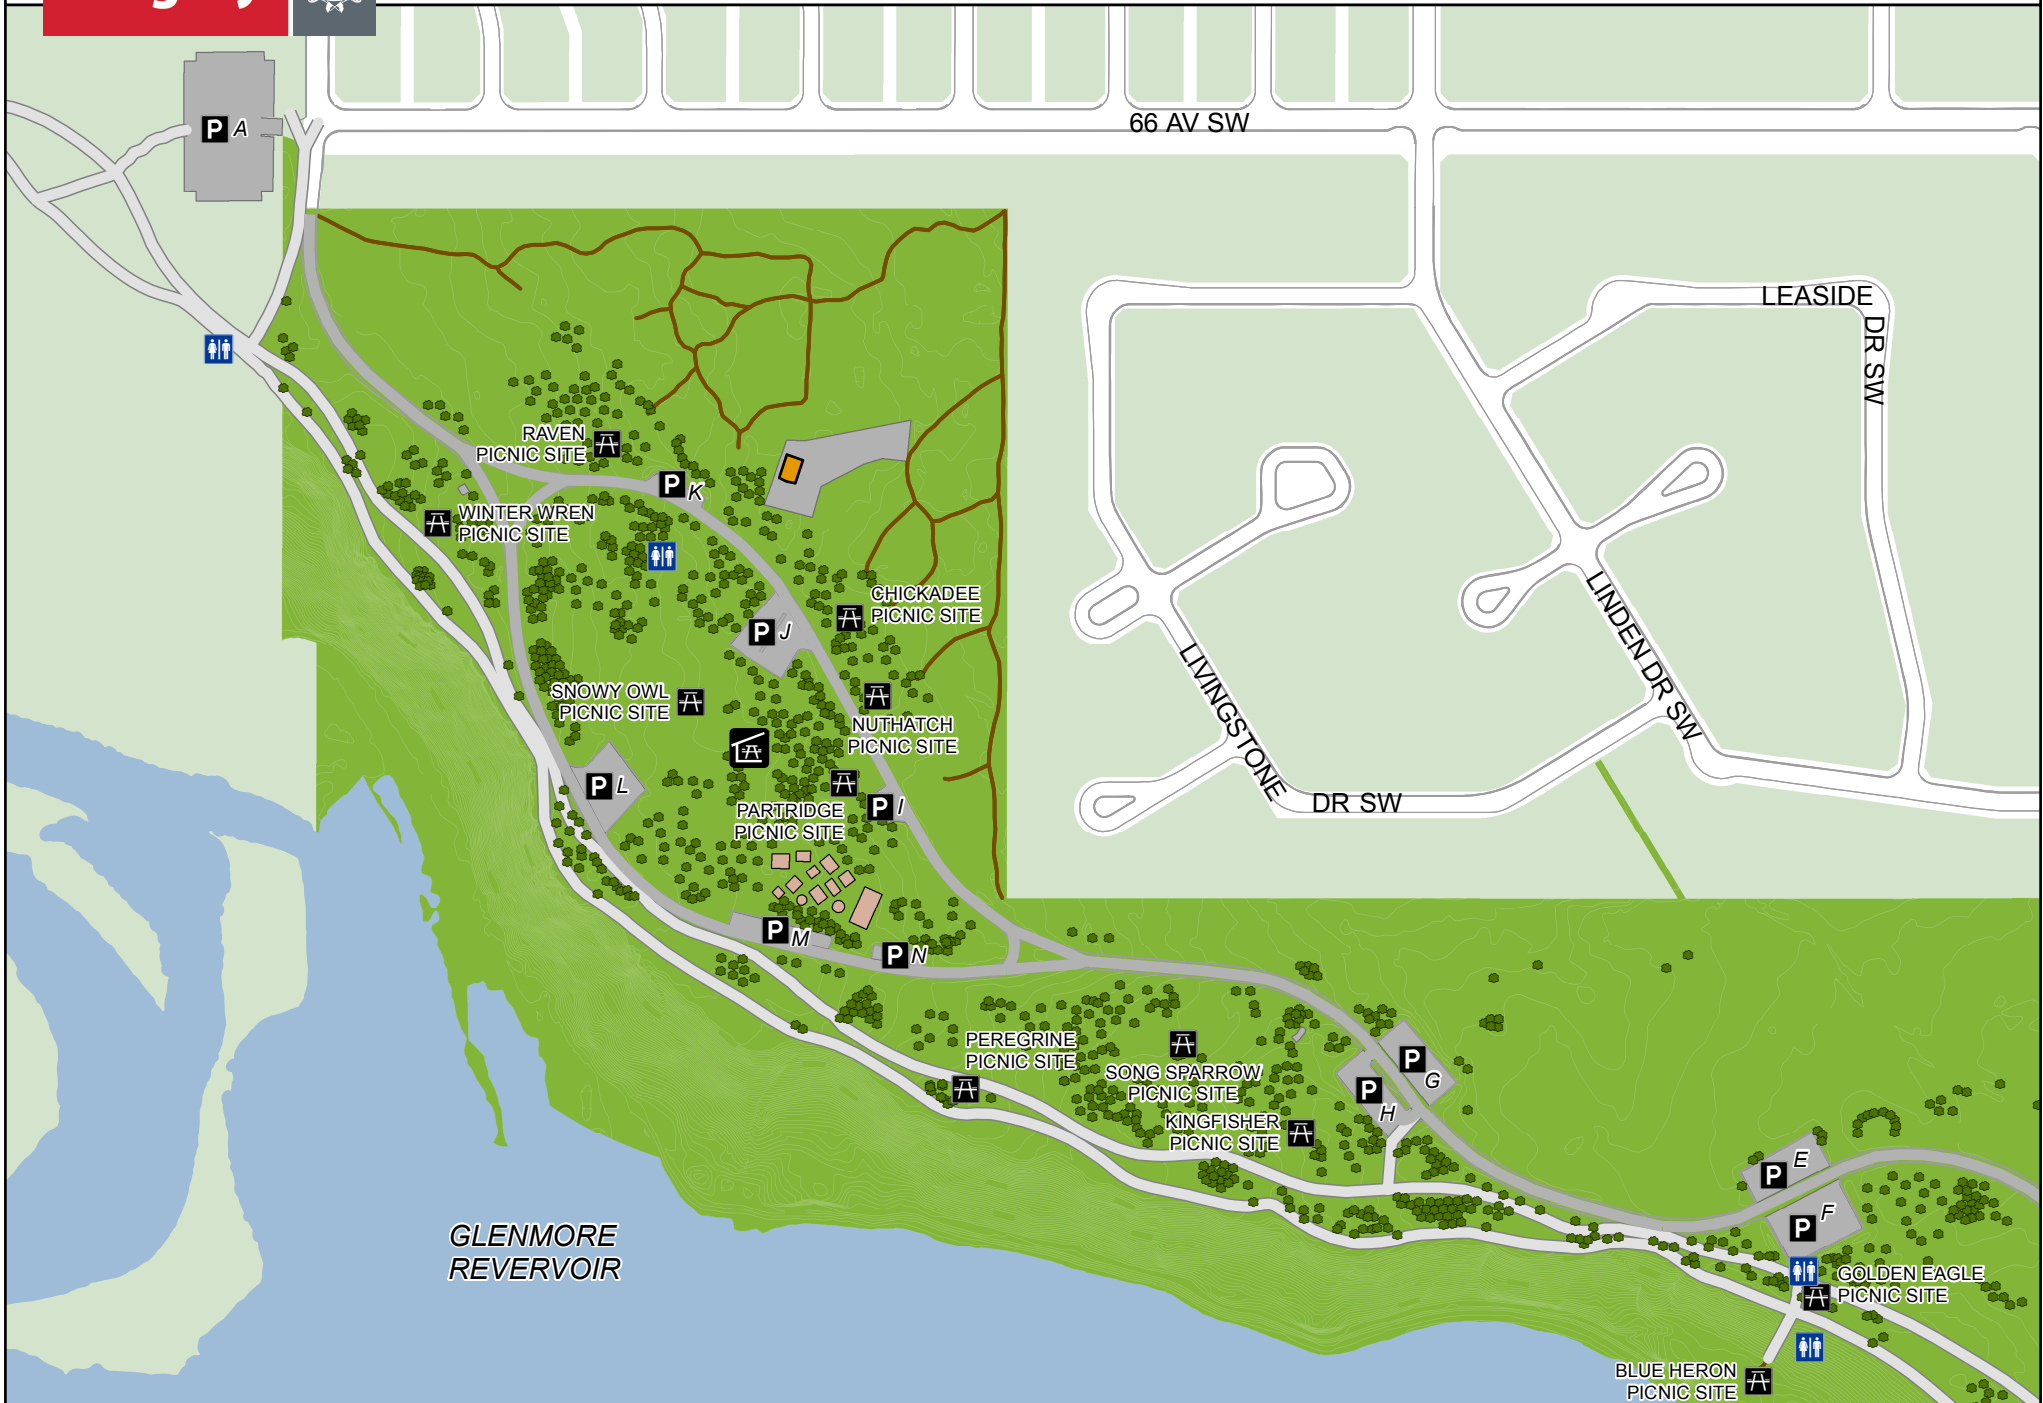 P A
66 AV SW
LEASIDE
DR SW
RAVEN
PICNIC SITE
P K
WINTER WREN
PICNIC SITE
CHICKADEE
PICNIC SITE
P J
LINDEN DR SW
LIVINGSTONE
DR SW
SNOWY OWL
PICNIC SITE
NUTHATCH
PICNIC SITE
P L
P I
PARTRIDGE
PICNIC SITE
P M
P N
PEREGRINE
PICNIC SITE
SONG SPARROW
PICNIC SITE
P G
P H
KINGFISHER
PICNIC SITE
P E
P F
GLENMORE
REVERVOIR
GOLDEN EAGLE
PICNIC SITE
BLUE HERON
PICNIC SITE